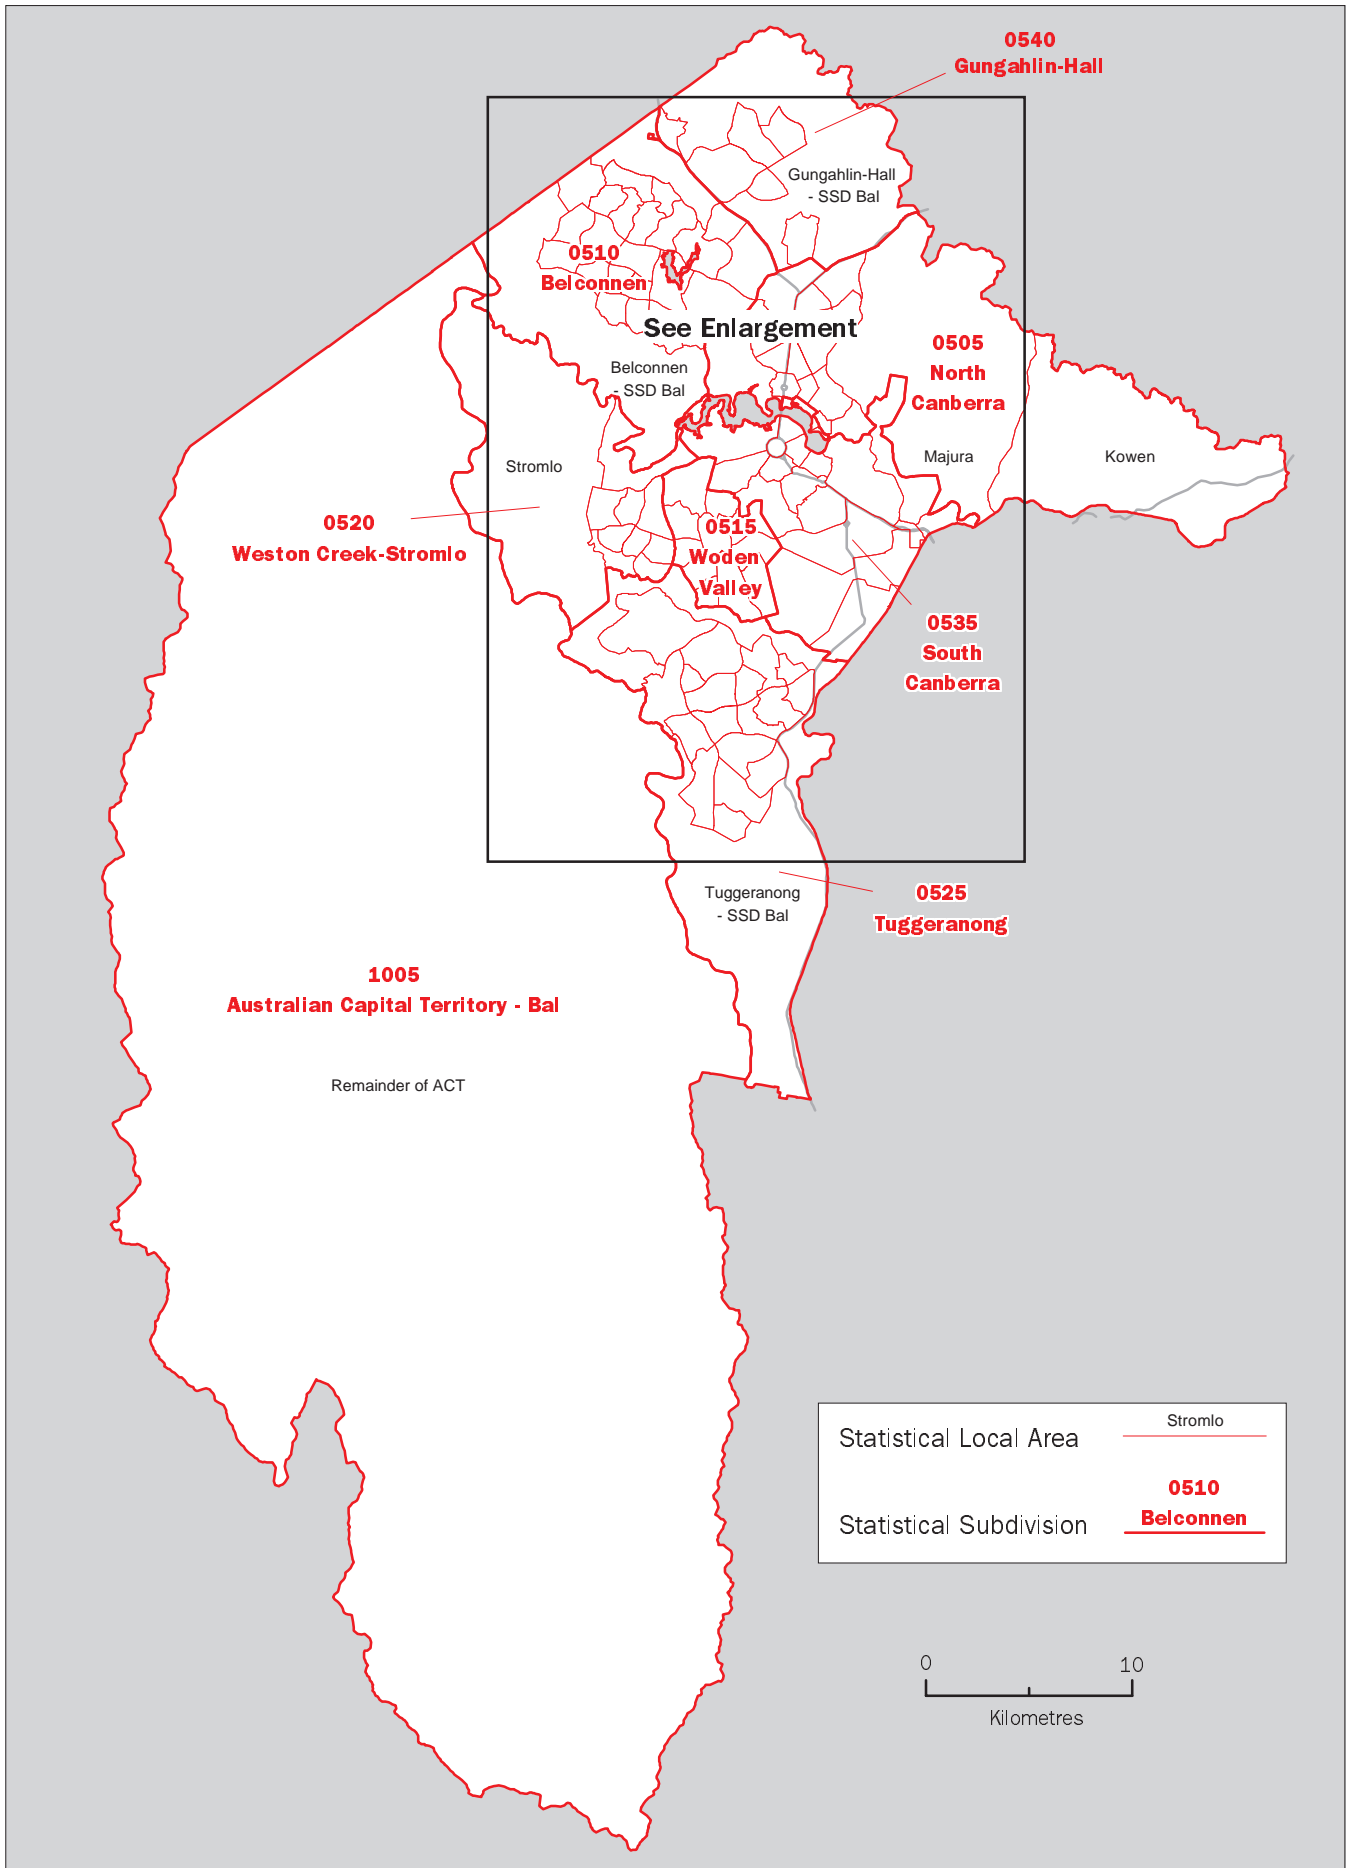 0540
Gungahlin-Hall
Gungahlin-Hall
- SSD Bal
0510
Belconnen
See Enlargement
0505
North
Canberra
Belconnen
- SSD Bal
Stromlo
Majura
Kowen
0520
Weston Creek-Stromlo
0515
Woden
Valley
0535
South
Canberra
Tuggeranong
- SSD Bal
0525
Tuggeranong
1005
Australian Capital Territory - Bal
Remainder of ACT
Statistical Local Area
Stromlo
Statistical Subdivision
0510
Belconnen
0 10
Kilometres